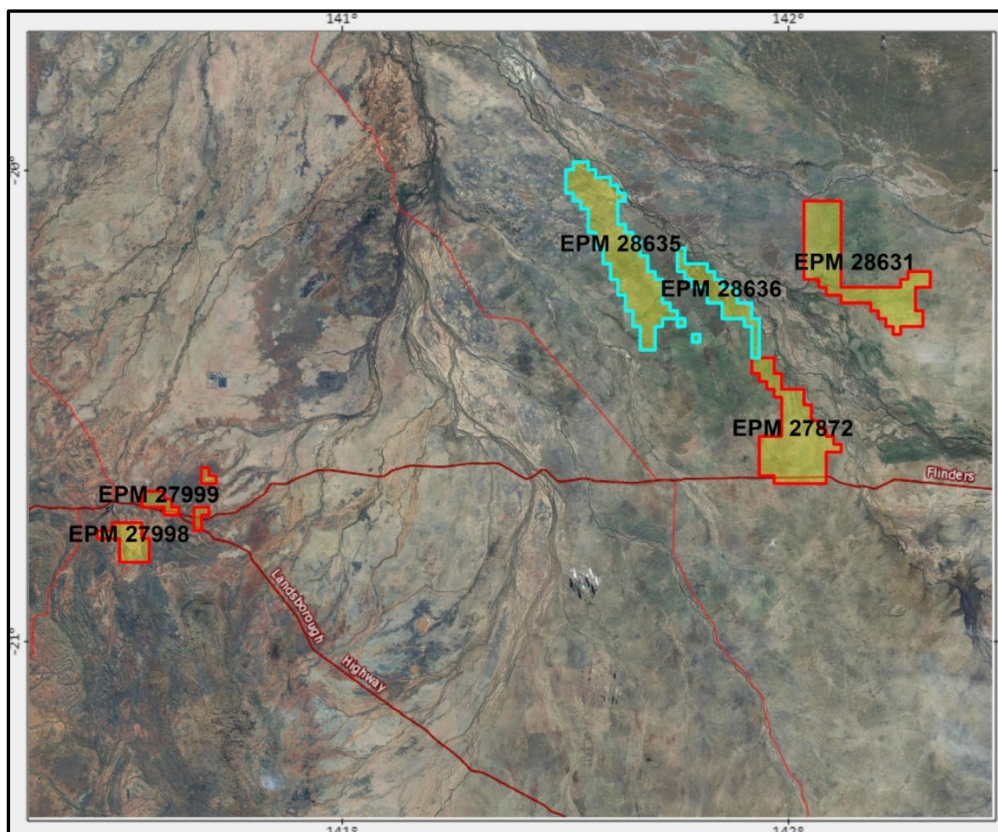 141°
142°
-20°
EPM 28635
EPM 28631
EPM 28636
EPM 27872
Flinders
EPM 27999
EPM 27998
Landsborough
Highway
-21°
141°
142°